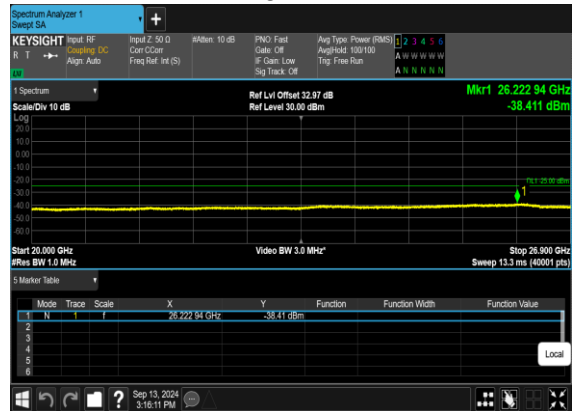 Spectrum Analyzer 1
Swept SA
+
KEYSIGHT Input: RF Input Z: 50 Ω #Atten: 10 dB PNO: Fast Avg Type: Power (RMS) 1 2 3 4 5 6
R T Coupling: DC Corr CCorr Gate: Off Avg|Hold: 100/100 A W W W W W
Align: Auto Freq Ref: Int (S) IF Gain: Low Trig: Free Run
Sig Track: Off A N N N N N
LV
1 Spectrum Ref Lvl Offset 32.97 dB Mkr1 26.222 94 GHz
Scale/Div 10 dB Ref Level 30.00 dBm -38.411 dBm
Log
20.0
10.0
0.00
-10.0
-20.0
DL1 -25.00 dBm
-30.0
1
-40.0
-50.0
-60.0
Start 20.000 GHz Video BW 3.0 MHz* Stop 26.900 GHz
#Res BW 1.0 MHz Sweep 13.3 ms (40001 pts)
5 Marker Table
Mode Trace Scale X Y Function Function Width Function Value
1 N 1 f 26.222 94 GHz -38.41 dBm
2
3
4
5
6
Local
? Sep 13, 2024
3:16:11 PM